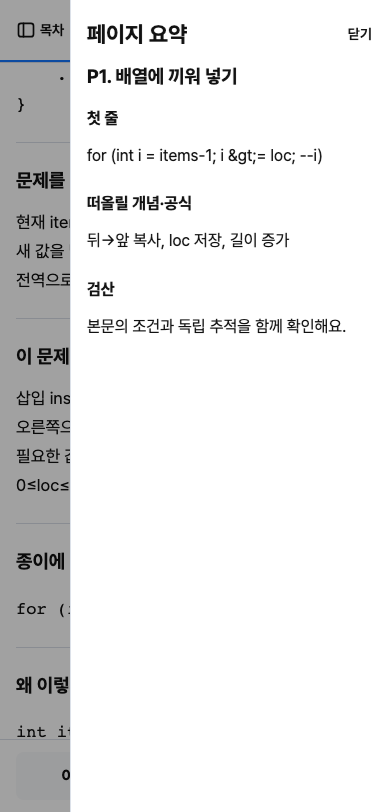 목차
페이지 요약
닫기
P1. 배열에 끼워 넣기
첫 줄
for (int i = items-1; i &gt;= loc; --i)
떠올릴 개념·공식
뒤→앞 복사, loc 저장, 길이 증가
검산
본문의 조건과 독립 추적을 함께 확인해요.
}
문제를
현재 ite
새 값을
전역으로
이 문제
삽입 ins
오른쪽으
필요한
0≤loc≤
종이에
for (
왜 이렇
int it